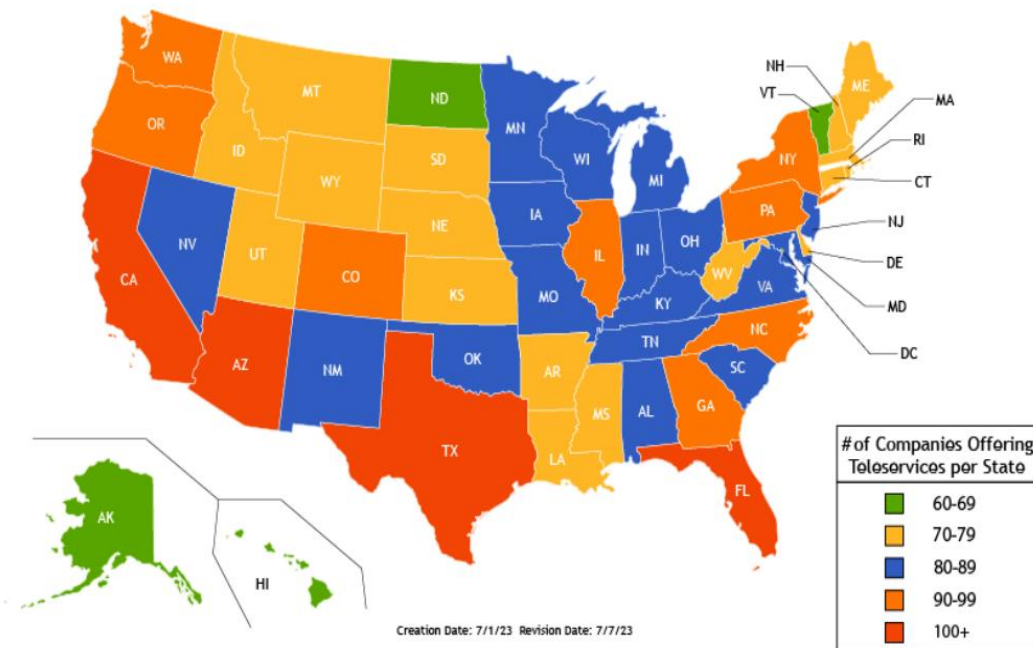 NH
VT
ME
MA
RI
CT
NJ
DE
MD
DC
WA
MT
ND
MN
OR
ID
SD
WI
NY
WY
MI
NE
IA
PA
NV
UT
IL
IN
OH
CA
CO
KS
MO
WV
VA
KY
NC
AZ
NM
OK
TN
AR
SC
MS
AL
GA
TX
LA
FL
AK
HI
# of Companies Offering
Teleservices per State
60-69
70-79
80-89
90-99
100+
Creation Date: 7/1/23 Revision Date: 7/7/23